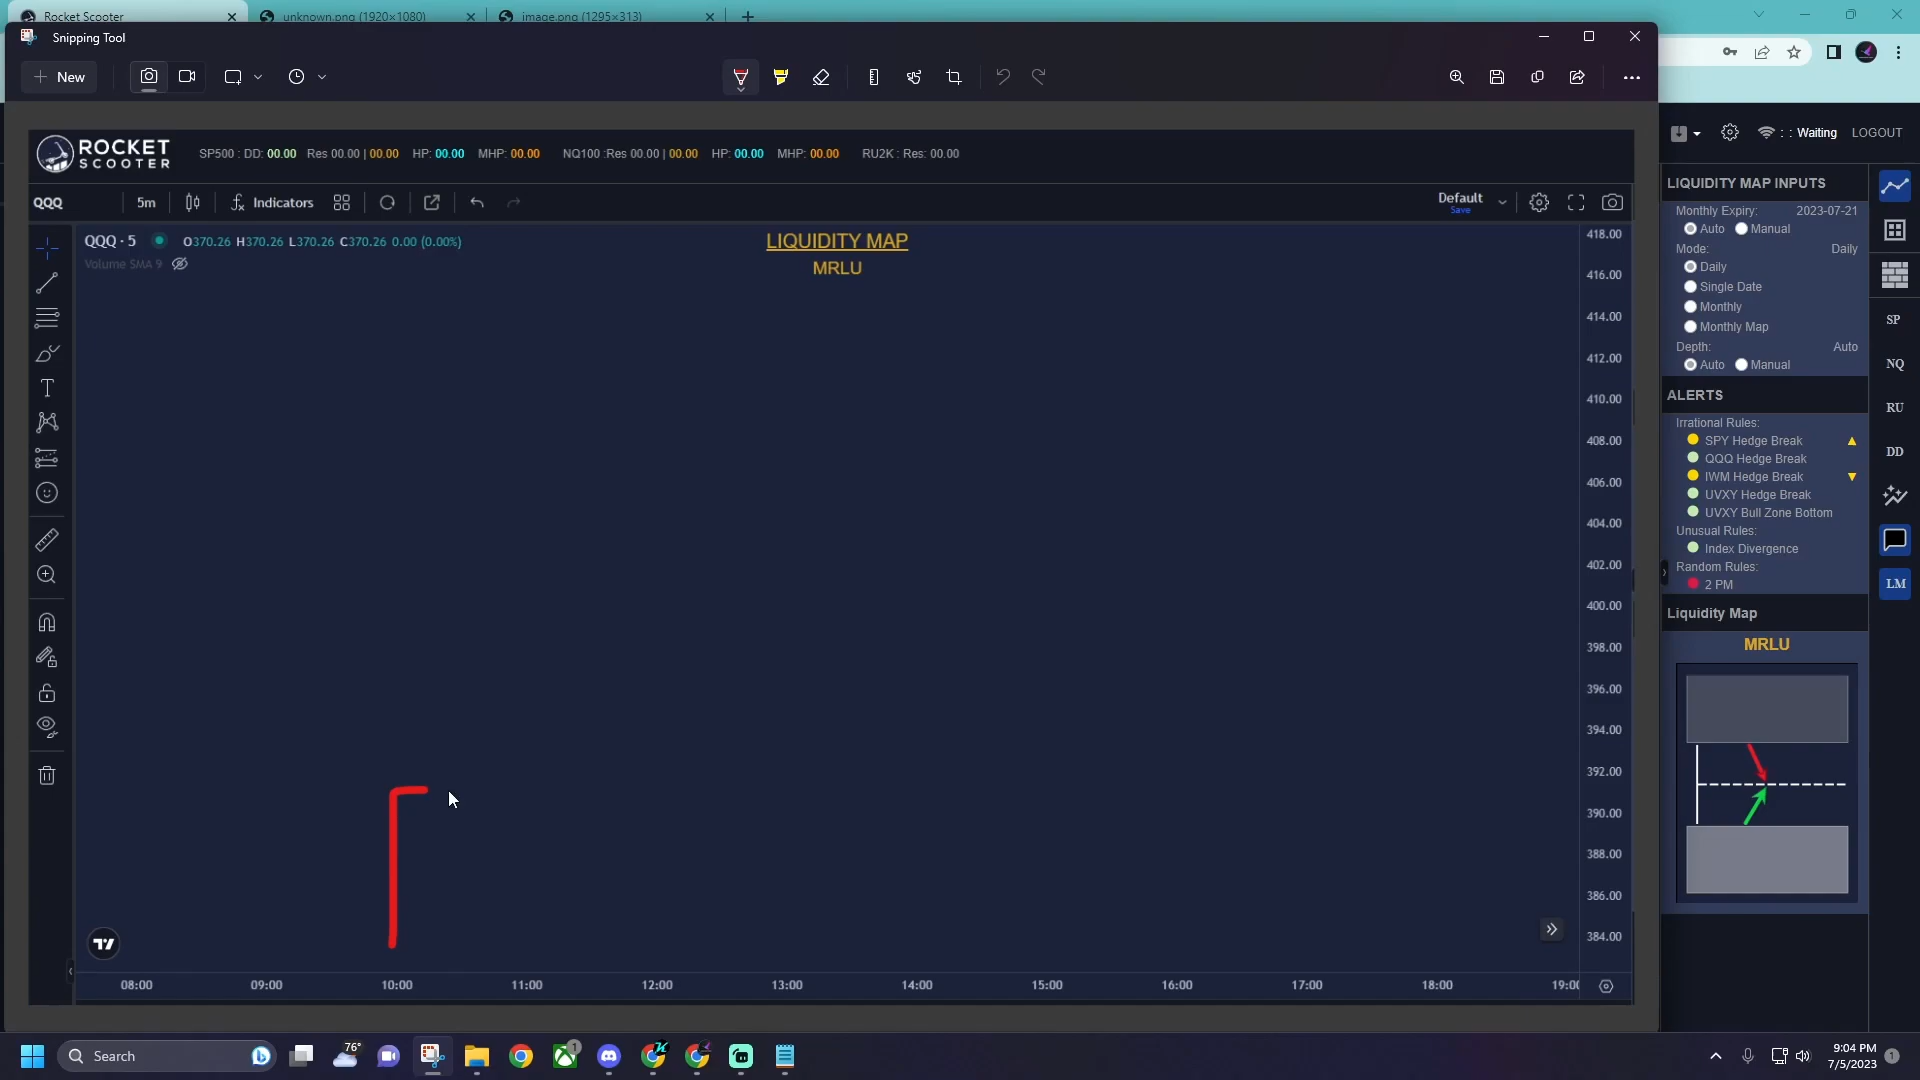 Rocket Scooter
unknown.png (1920×1080)
image.png (1295×313)
Snipping Tool
New
ROCKET
SCOOTER
SP500 : DD: 00.00 Res 00.00 | 00.00 HP: 00.00 MHP: 00.00 NQ100 :Res 00.00 | 00.00 HP: 00.00 MHP: 00.00 RU2K : Res: 00.00
Waiting
LOGOUT
QQQ
5m
Indicators
Default
Save
QQQ · 5
O370.26 H370.26 L370.26 C370.26 0.00 (0.00%)
Volume SMA 9
LIQUIDITY MAP
MRLU
418.00
416.00
414.00
412.00
410.00
408.00
406.00
404.00
402.00
400.00
398.00
396.00
394.00
392.00
390.00
388.00
386.00
384.00
08:00
09:00
10:00
11:00
12:00
13:00
14:00
15:00
16:00
17:00
18:00
19:00
LIQUIDITY MAP INPUTS
Monthly Expiry: 2023-07-21
Auto Manual
Mode: Daily
Daily
Single Date
Monthly
Monthly Map
Depth: Auto
Auto Manual
ALERTS
Irrational Rules:
SPY Hedge Break
QQQ Hedge Break
IWM Hedge Break
UVXY Hedge Break
UVXY Bull Zone Bottom
Unusual Rules:
Index Divergence
Random Rules:
2 PM
Liquidity Map
MRLU
SP
NQ
RU
DD
LM
Search
76°
1
9:04 PM
7/5/2023
1